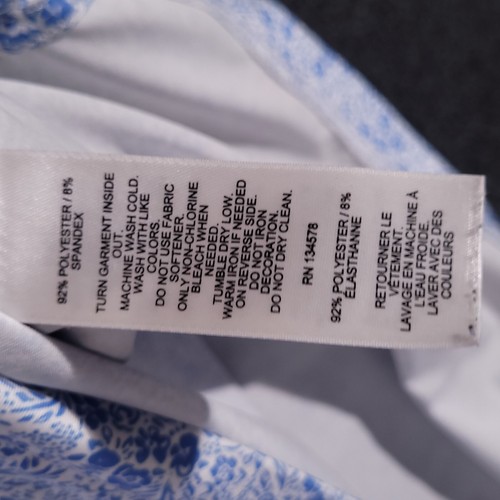 92% POLYESTER / 8%
SPANDEX
TURN GARMENT INSIDE
OUT.
MACHINE WASH COLD.
WASH WITH LIKE
COLORS.
DO NOT USE FABRIC
SOFTENER.
ONLY NON-CHLORINE
BLEACH WHEN
NEEDED.
TUMBLE DRY LOW.
WARM IRON IF NEEDED
ON REVERSE SIDE.
DO NOT IRON
DECORATION.
DO NOT DRY CLEAN.
RN 134578
92% POLYESTER / 8%
ÉLASTHANNE
RETOURNER LE
VÊTEMENT.
LAVAGE EN MACHINE À
L'EAU FROIDE.
LAVER AVEC DES
COULEURS